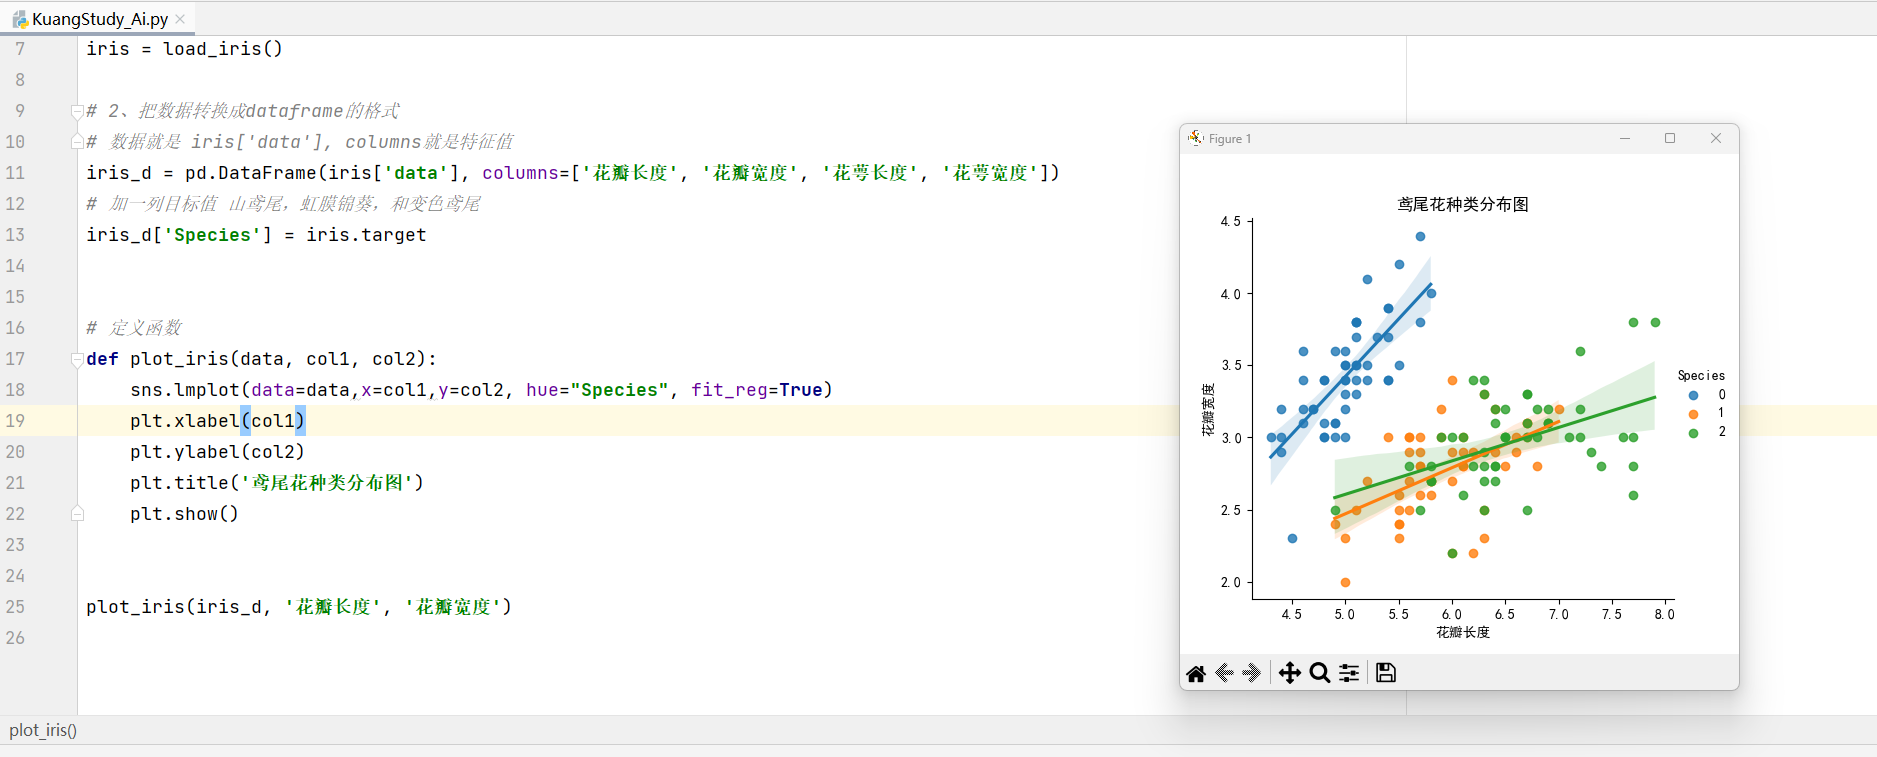 KuangStudy_Ai.py
7 iris = load_iris()
8
9 # 2、把数据转换成dataframe的格式
10 # 数据就是 iris['data'], columns就是特征值
11 iris_d = pd.DataFrame(iris['data'], columns=['花瓣长度', '花瓣宽度', '花萼长度', '花萼宽度'])
12 # 加一列目标值 山鸢尾，虹膜锦葵，和变色鸢尾
13 iris_d['Species'] = iris.target
14
15
16 # 定义函数
17 def plot_iris(data, col1, col2):
18 sns.lmplot(data=data,x=col1,y=col2, hue="Species", fit_reg=True)
19 plt.xlabel(col1)
20 plt.ylabel(col2)
21 plt.title('鸢尾花种类分布图')
22 plt.show()
23
24
25 plot_iris(iris_d, '花瓣长度', '花瓣宽度')
26
plot_iris()
Figure 1
鸢尾花种类分布图
4.5
4.0
3.5
3.0
2.5
2.0
花瓣宽度
4.5 5.0 5.5 6.0 6.5 7.0 7.5 8.0
花瓣长度
Species
0
1
2